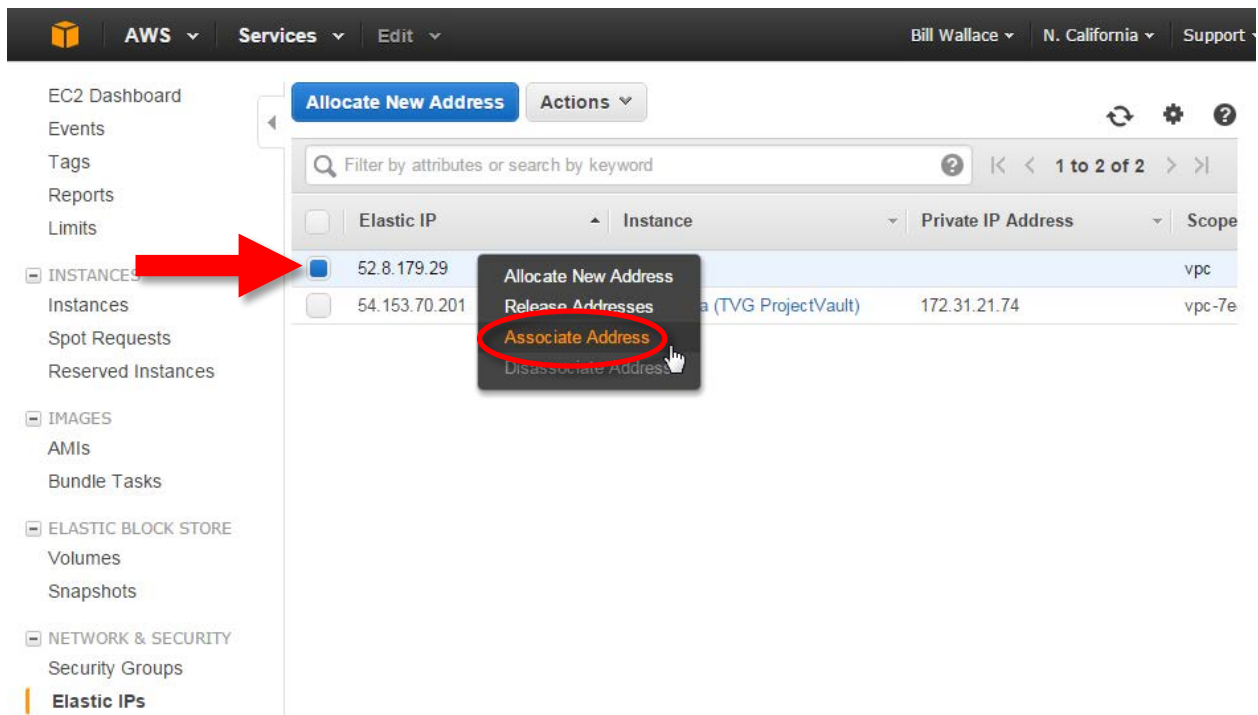 AWS Services Edit Bill Wallace N. California Support
EC2 Dashboard
Events
Tags
Reports
Limits
INSTANCES
Instances
Spot Requests
Reserved Instances
IMAGES
AMIs
Bundle Tasks
ELASTIC BLOCK STORE
Volumes
Snapshots
NETWORK & SECURITY
Security Groups
Elastic IPs
Allocate New Address Actions
Filter by attributes or search by keyword 1 to 2 of 2
Elastic IP Instance Private IP Address Scope
52.8.179.29 vpc
54.153.70.201 a (TVG ProjectVault) 172.31.21.74 vpc-7e
Allocate New Address
Release Addresses
Associate Address
Disassociate Address